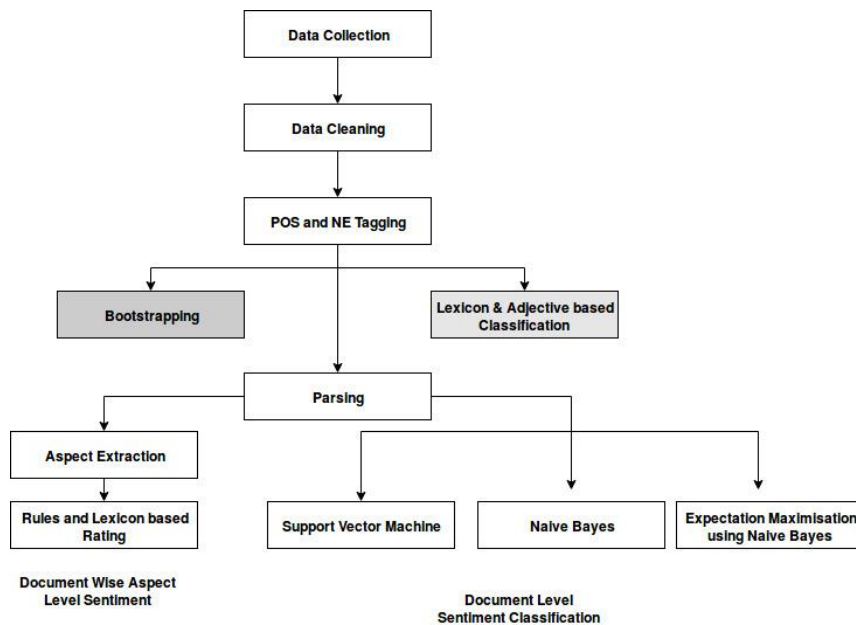 Data Collection
Data Cleaning
POS and NE Tagging
Bootstrapping
Lexicon & Adjective based
Classification
Parsing
Aspect Extraction
Rules and Lexicon based
Rating
Support Vector Machine
Naive Bayes
Expectation Maximisation
using Naive Bayes
Document Wise Aspect
Level Sentiment
Document Level
Sentiment Classification